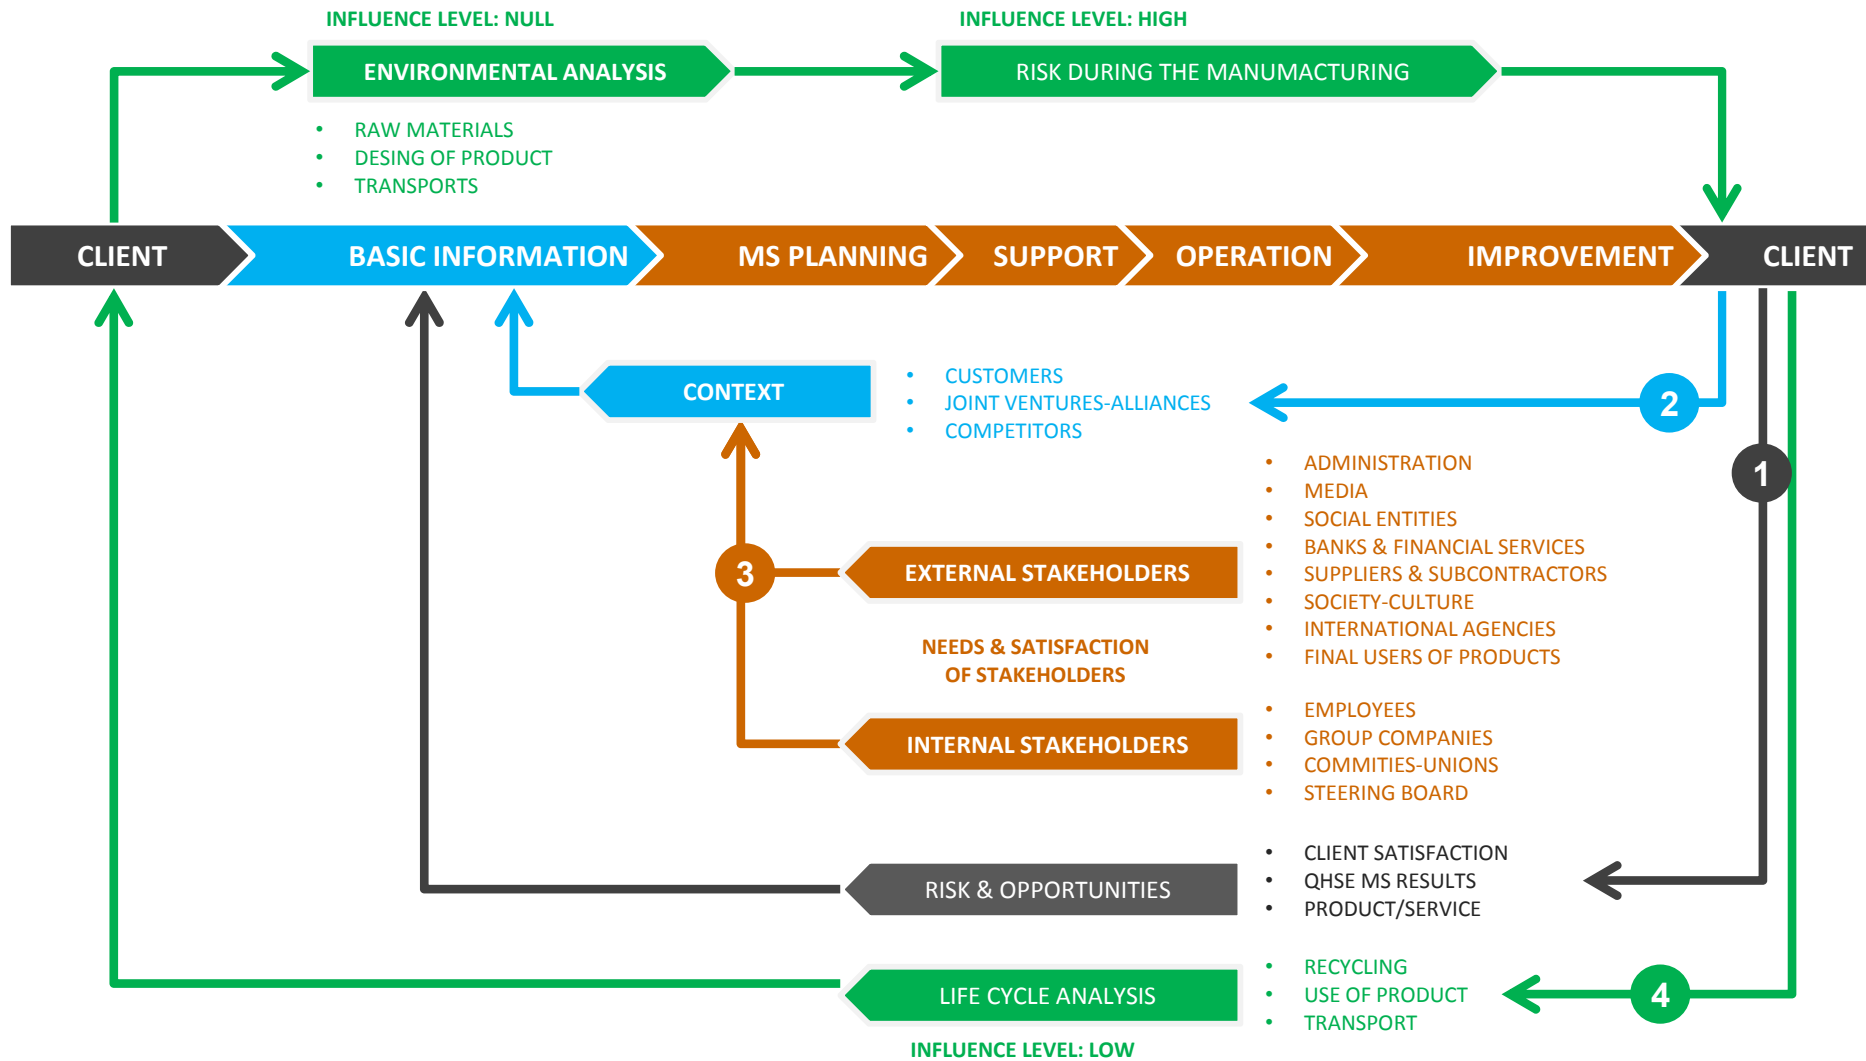 INFLUENCE LEVEL: NULL
INFLUENCE LEVEL: HIGH
ENVIRONMENTAL ANALYSIS
RISK DURING THE MANUMACTURING
• RAW MATERIALS
• DESING OF PRODUCT
• TRANSPORTS
CLIENT
BASIC INFORMATION
MS PLANNING
SUPPORT
OPERATION
IMPROVEMENT
CLIENT
CONTEXT
• CUSTOMERS
• JOINT VENTURES-ALLIANCES
• COMPETITORS
2
1
• ADMINISTRATION
• MEDIA
• SOCIAL ENTITIES
• BANKS & FINANCIAL SERVICES
• SUPPLIERS & SUBCONTRACTORS
• SOCIETY-CULTURE
• INTERNATIONAL AGENCIES
• FINAL USERS OF PRODUCTS
3
EXTERNAL STAKEHOLDERS
NEEDS & SATISFACTION
OF STAKEHOLDERS
INTERNAL STAKEHOLDERS
• EMPLOYEES
• GROUP COMPANIES
• COMMITIES-UNIONS
• STEERING BOARD
RISK & OPPORTUNITIES
• CLIENT SATISFACTION
• QHSE MS RESULTS
• PRODUCT/SERVICE
LIFE CYCLE ANALYSIS
• RECYCLING
• USE OF PRODUCT
• TRANSPORT
4
INFLUENCE LEVEL: LOW